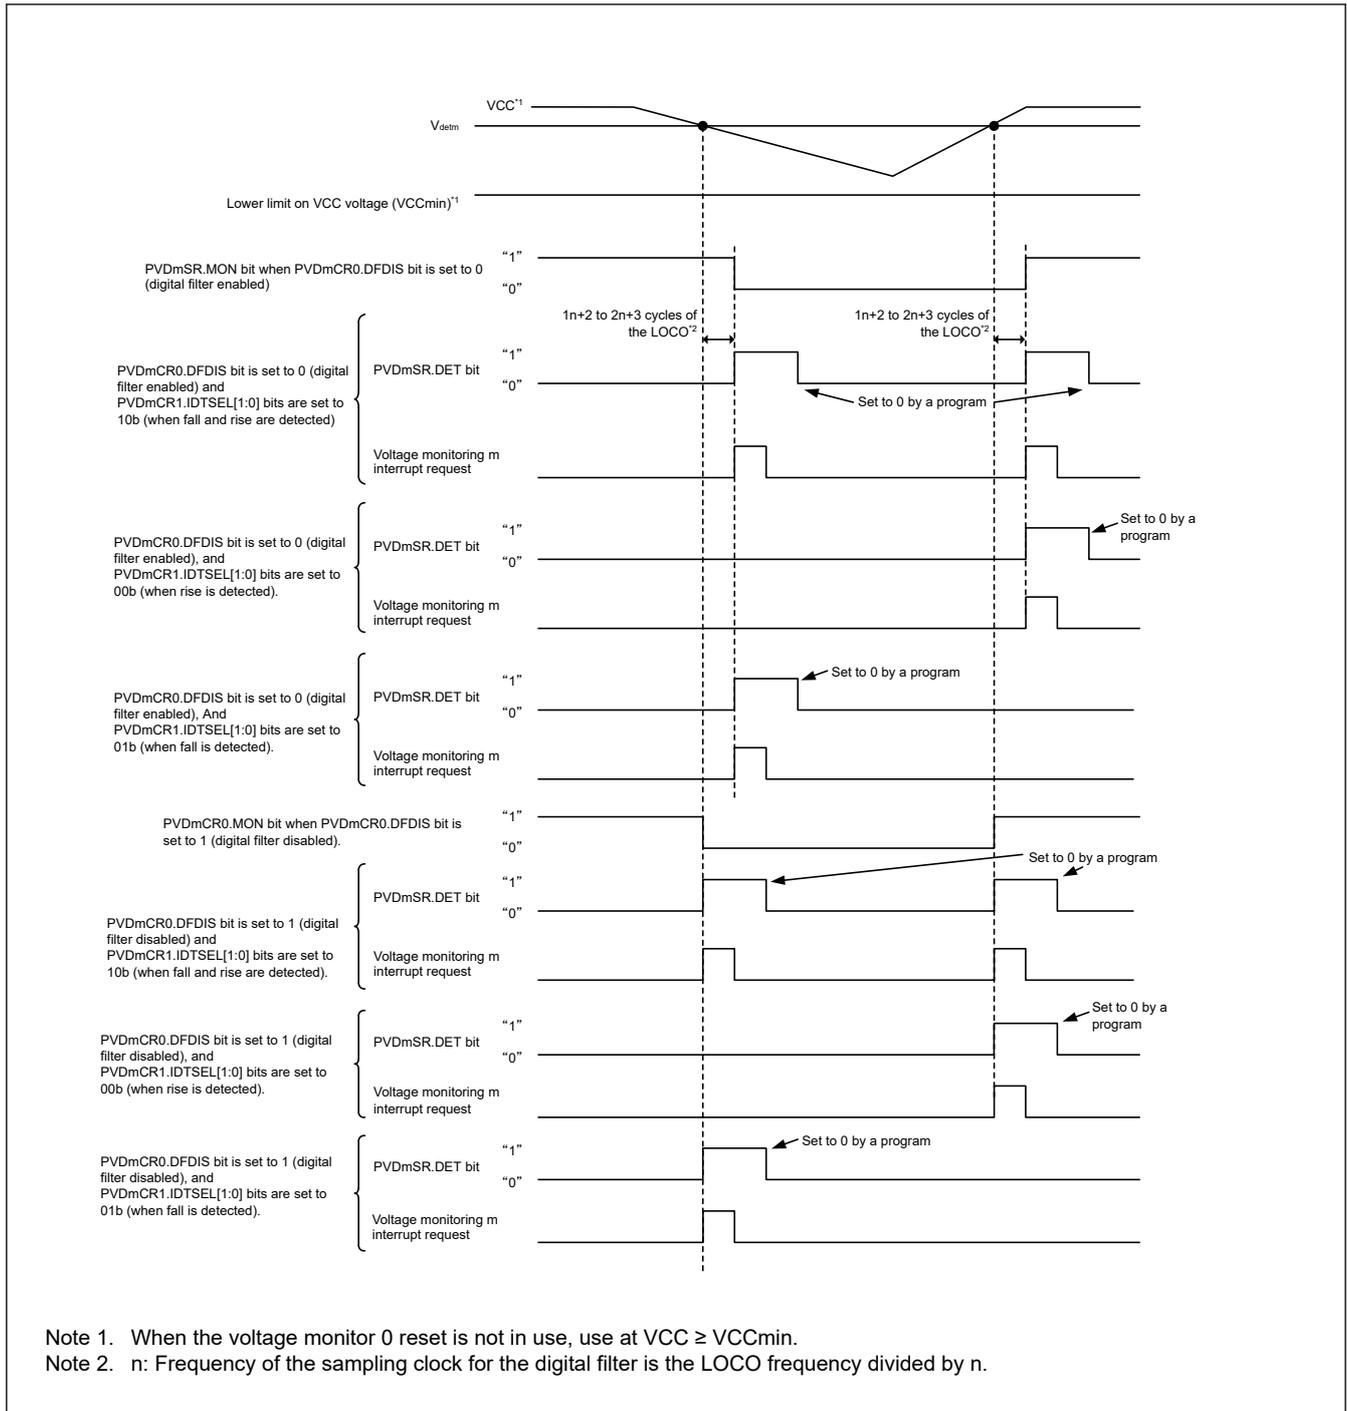 VCC*1
Vdetm
Lower limit on VCC voltage (VCCmin)*1
PVDmSR.MON bit when PVDmCR0.DFDIS bit is set to 0
(digital filter enabled)
“1”
“0”
1n+2 to 2n+3 cycles of
the LOCO*2
1n+2 to 2n+3 cycles of
the LOCO*2
PVDmCR0.DFDIS bit is set to 0 (digital
filter enabled) and
PVDmCR1.IDTSEL[1:0] bits are set to
10b (when fall and rise are detected)
PVDmSR.DET bit
“1”
“0”
Set to 0 by a program
Voltage monitoring m
interrupt request
PVDmCR0.DFDIS bit is set to 0 (digital
filter enabled), and
PVDmCR1.IDTSEL[1:0] bits are set to
00b (when rise is detected).
PVDmSR.DET bit
“1”
“0”
Set to 0 by a
program
Voltage monitoring m
interrupt request
PVDmCR0.DFDIS bit is set to 0 (digital
filter enabled), And
PVDmCR1.IDTSEL[1:0] bits are set to
01b (when fall is detected).
PVDmSR.DET bit
“1”
“0”
Set to 0 by a program
Voltage monitoring m
interrupt request
PVDmCR0.MON bit when PVDmCR0.DFDIS bit is
set to 1 (digital filter disabled).
“1”
“0”
Set to 0 by a program
PVDmCR0.DFDIS bit is set to 1 (digital
filter disabled) and
PVDmCR1.IDTSEL[1:0] bits are set to
10b (when fall and rise are detected).
PVDmSR.DET bit
“1”
“0”
Voltage monitoring m
interrupt request
PVDmCR0.DFDIS bit is set to 1 (digital
filter disabled), and
PVDmCR1.IDTSEL[1:0] bits are set to
00b (when rise is detected).
PVDmSR.DET bit
“1”
“0”
Set to 0 by a
program
Voltage monitoring m
interrupt request
PVDmCR0.DFDIS bit is set to 1 (digital
filter disabled), and
PVDmCR1.IDTSEL[1:0] bits are set to
01b (when fall is detected).
PVDmSR.DET bit
“1”
“0”
Set to 0 by a program
Voltage monitoring m
interrupt request
Note 1. When the voltage monitor 0 reset is not in use, use at VCC ≥ VCCmin.
Note 2. n: Frequency of the sampling clock for the digital filter is the LOCO frequency divided by n.